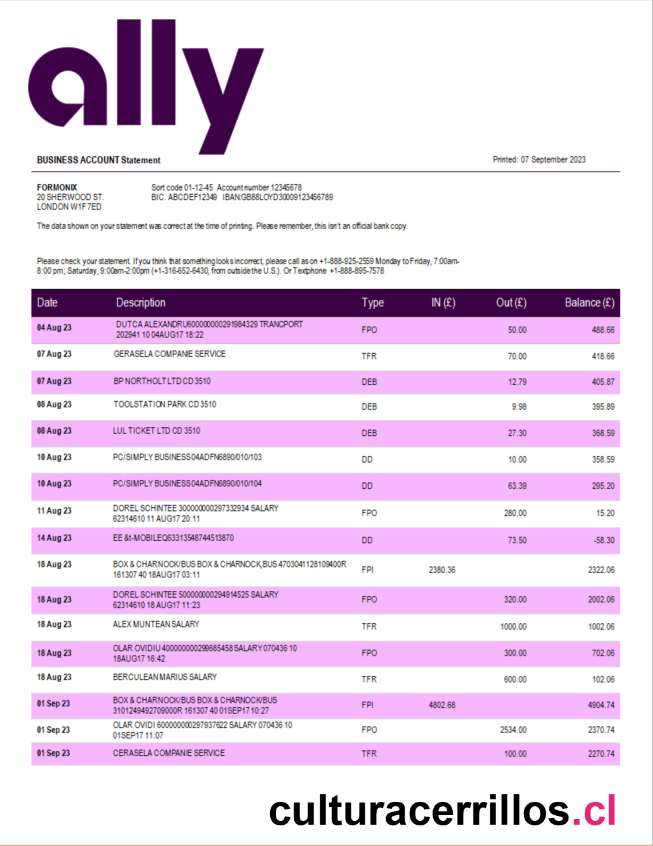 ally
BUSINESS ACCOUNT Statement Printed: 07 September 2023
FORMONIX Sort code 01-12-45 Account number 12345678
20 SHERWOOD ST. BIC. ABCDEF12349 IBAN:GB88LOYD30009123456789
LONDON W1F 7ED
The data shown on your statement was correct at the time of printing. Please remember, this isn't an official bank copy.
Please check your statement. If you think that something looks incorrect, please call as on +1-888-925-2559 Monday to Friday, 7:00am-
8:00 pm; Saturday, 9:00am-2:00pm (+1-316-652-6430, from outside the U.S.). Or Textphone +1-888-895-7578
Date Description Type IN (£) Out (£) Balance (£)
04 Aug 23 DUTCA ALEXANDRU600000000291984329 TRANCPORT FPO 50.00 488.66
202941 10 04AUG17 18:22
07 Aug 23 GERASELA COMPANIE SERVICE TFR 70.00 418.66
07 Aug 23 BP NORTHOLT LTD CD 3510 DEB 12.79 405.87
08 Aug 23 TOOLSTATION PARK CD 3510 DEB 9.98 395.89
08 Aug 23 LUL TICKET LTD CD 3510 DEB 27.30 368.59
10 Aug 23 PC/SIMPLY BUSINESS04ADFN6890/010/103 DD 10.00 358.59
10 Aug 23 PC/SIMPLY BUSINESS04ADFN6890/010/104 DD 63.39 295.20
11 Aug 23 DOREL SCHINTEE 300000000297332934 SALARY FPO 280.00 15.20
62314610 11 AUG17 20:11
14 Aug 23 EE &t-MOBILEQ63313548744513870 DD 73.50 -58.30
18 Aug 23 BOX & CHARNOCK/BUS BOX & CHARNOCK,BUS 4703041128109400R FPI 2380.36 2322.06
161307 40 18AUG17 03:11
18 Aug 23 DOREL SCHINTEE 500000000294914525 SALARY FPO 320.00 2002.06
62314610 18 AUG17 11:23
18 Aug 23 ALEX MUNTEAN SALARY TFR 1000.00 1002.06
18 Aug 23 OLAR OVIDIU 400000000299685458 SALARY 070436 10 FPO 300.00 702.06
18AUG17 16:42
18 Aug 23 BERCULEAN MARIUS SALARY TFR 600.00 102.06
01 Sep 23 BOX & CHARNOCK/BUS BOX & CHARNOCK/BUS FPI 4802.68 4904.74
3101249492709000R 161307 40 01SEP17 10:27
01 Sep 23 OLAR OVIDI 600000000297937622 SALARY 070436 10 FPO 2534.00 2370.74
01SEP17 11:07
01 Sep 23 CERASELA COMPANIE SERVICE TFR 100.00 2270.74
culturacerrillos.cl